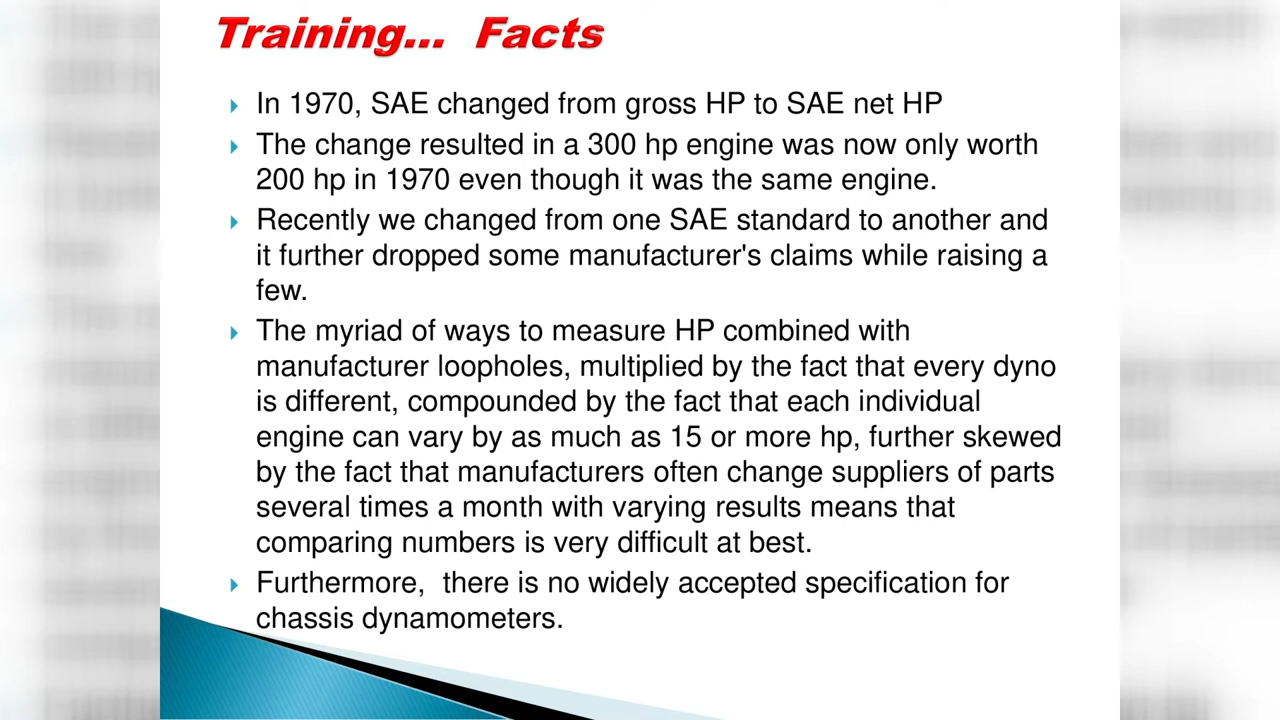 Training... Facts
In 1970, SAE changed from gross HP to SAE net HP
The change resulted in a 300 hp engine was now only worth
200 hp in 1970 even though it was the same engine.
Recently we changed from one SAE standard to another and
it further dropped some manufacturer's claims while raising a
few.
The myriad of ways to measure HP combined with
manufacturer loopholes, multiplied by the fact that every dyno
is different, compounded by the fact that each individual
engine can vary by as much as 15 or more hp, further skewed
by the fact that manufacturers often change suppliers of parts
several times a month with varying results means that
comparing numbers is very difficult at best.
Furthermore, there is no widely accepted specification for
chassis dynamometers.